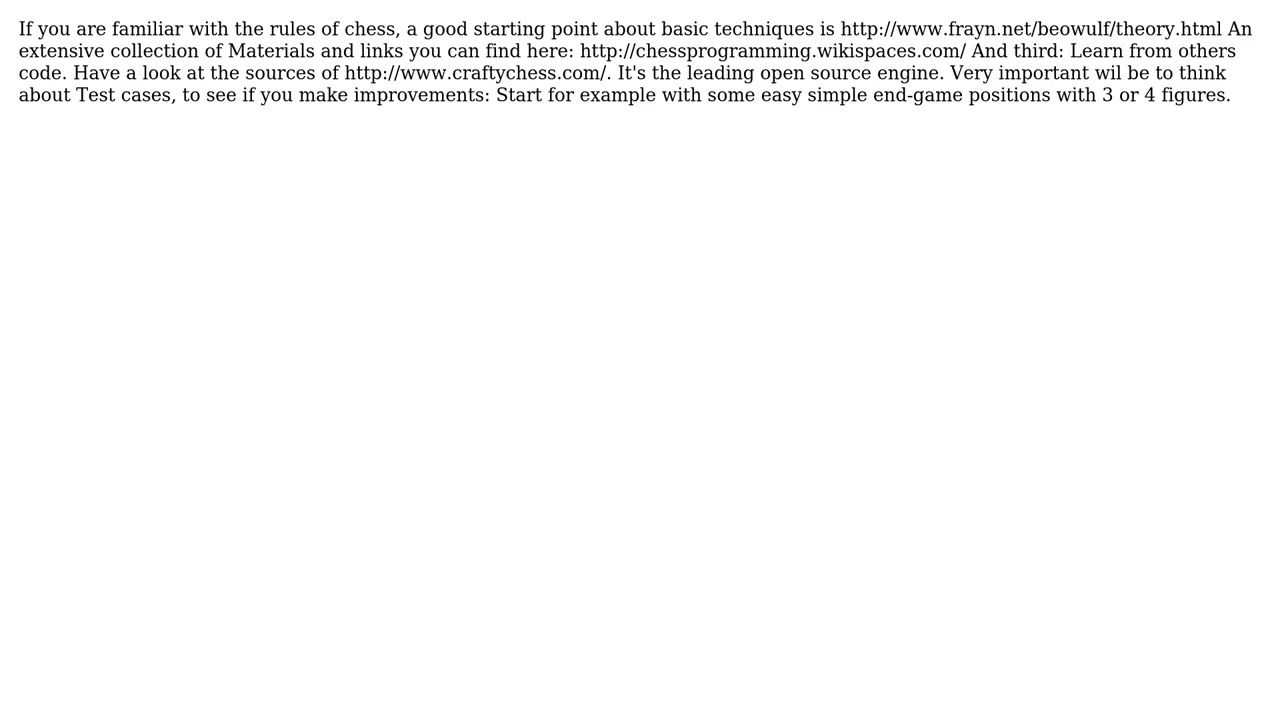 If you are familiar with the rules of chess, a good starting point about basic techniques is http://www.frayn.net/beowulf/theory.html An
extensive collection of Materials and links you can find here: http://chessprogramming.wikispaces.com/ And third: Learn from others
code. Have a look at the sources of http://www.craftychess.com/. It's the leading open source engine. Very important wil be to think
about Test cases, to see if you make improvements: Start for example with some easy simple end-game positions with 3 or 4 figures.